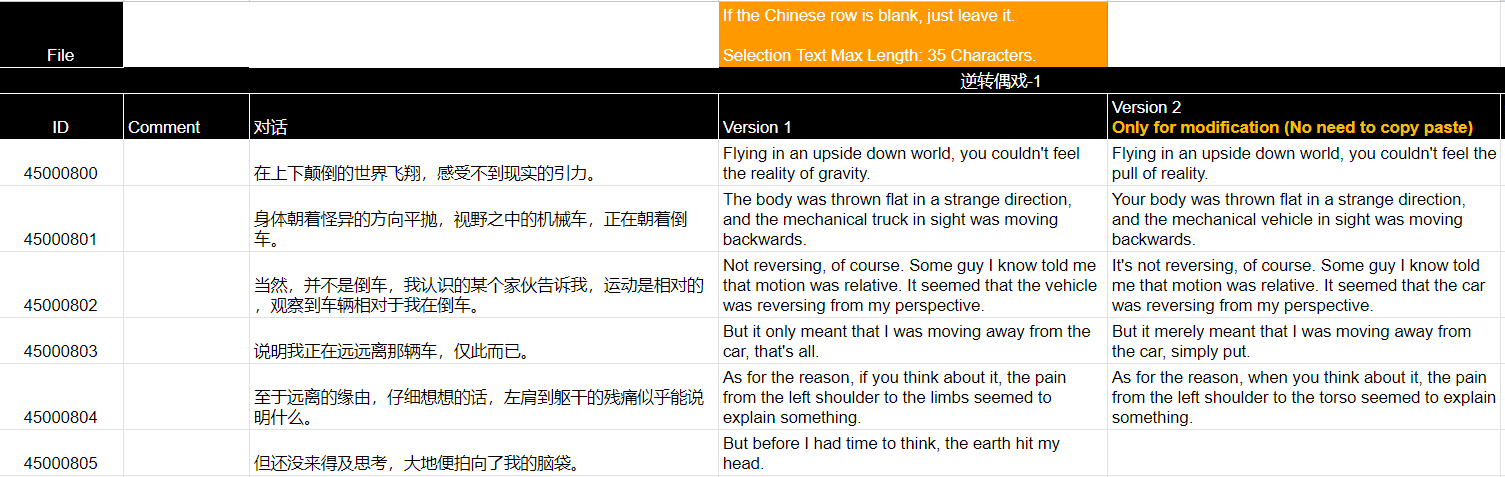 If the Chinese row is blank, just leave it.
File
Selection Text Max Length: 35 Characters.
逆转偶戏-1
ID
Comment
对话
Version 1
Version 2
Only for modification (No need to copy paste)
45000800
在上下颠倒的世界飞翔，感受不到现实的引力。
Flying in an upside down world, you couldn't feel
the reality of gravity.
Flying in an upside down world, you couldn't feel the
pull of reality.
45000801
身体朝着怪异的方向平抛，视野之中的机械车，正在朝着倒
车。
The body was thrown flat in a strange direction,
and the mechanical truck in sight was moving
backwards.
Your body was thrown flat in a strange direction,
and the mechanical vehicle in sight was moving
backwards.
45000802
当然，并不是倒车，我认识的某个家伙告诉我，运动是相对的
，观察到车辆相对于我在倒车。
Not reversing, of course. Some guy I know told me
that motion was relative. It seemed that the vehicle
was reversing from my perspective.
It's not reversing, of course. Some guy I know told
me that motion was relative. It seemed that the car
was reversing from my perspective.
45000803
说明我正在远远离那辆车，仅此而已。
But it only meant that I was moving away from the
car, that's all.
But it merely meant that I was moving away from
the car, simply put.
45000804
至于远离的缘由，仔细想想的话，左肩到躯干的残痛似乎能说
明什么。
As for the reason, if you think about it, the pain
from the left shoulder to the limbs seemed to
explain something.
As for the reason, when you think about it, the pain
from the left shoulder to the torso seemed to explain
something.
45000805
但还没来得及思考，大地便拍向了我的脑袋。
But before I had time to think, the earth hit my
head.